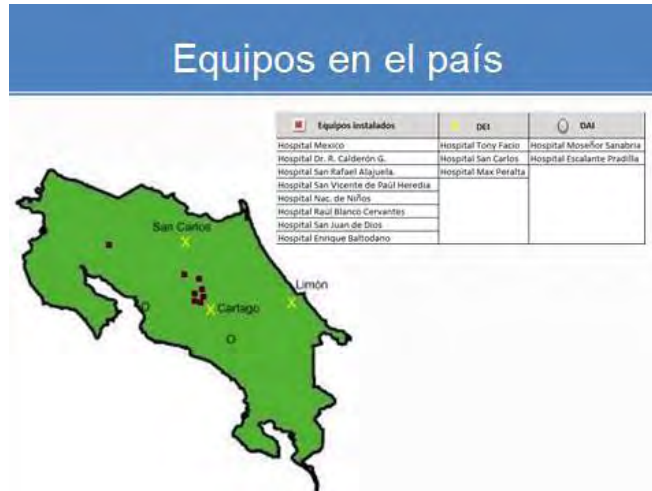 Equipos en el país
Equipos instalados DEI DAI
Hospital Mexico Hospital Tony Facio Hospital Moseñor Sanabria
Hospital Dr. R. Calderón G. Hospital San Carlos Hospital Escalante Pradilla
Hospital San Rafael Alajuela. Hospital Max Peralta
Hospital San Vicente de Paúl Heredia
Hospital Nac. de Niños
Hospital Raúl Blanco Cervantes
Hospital San Juan de Dios
Hospital Enrique Baltodano
San Carlos
Limón
Cartago